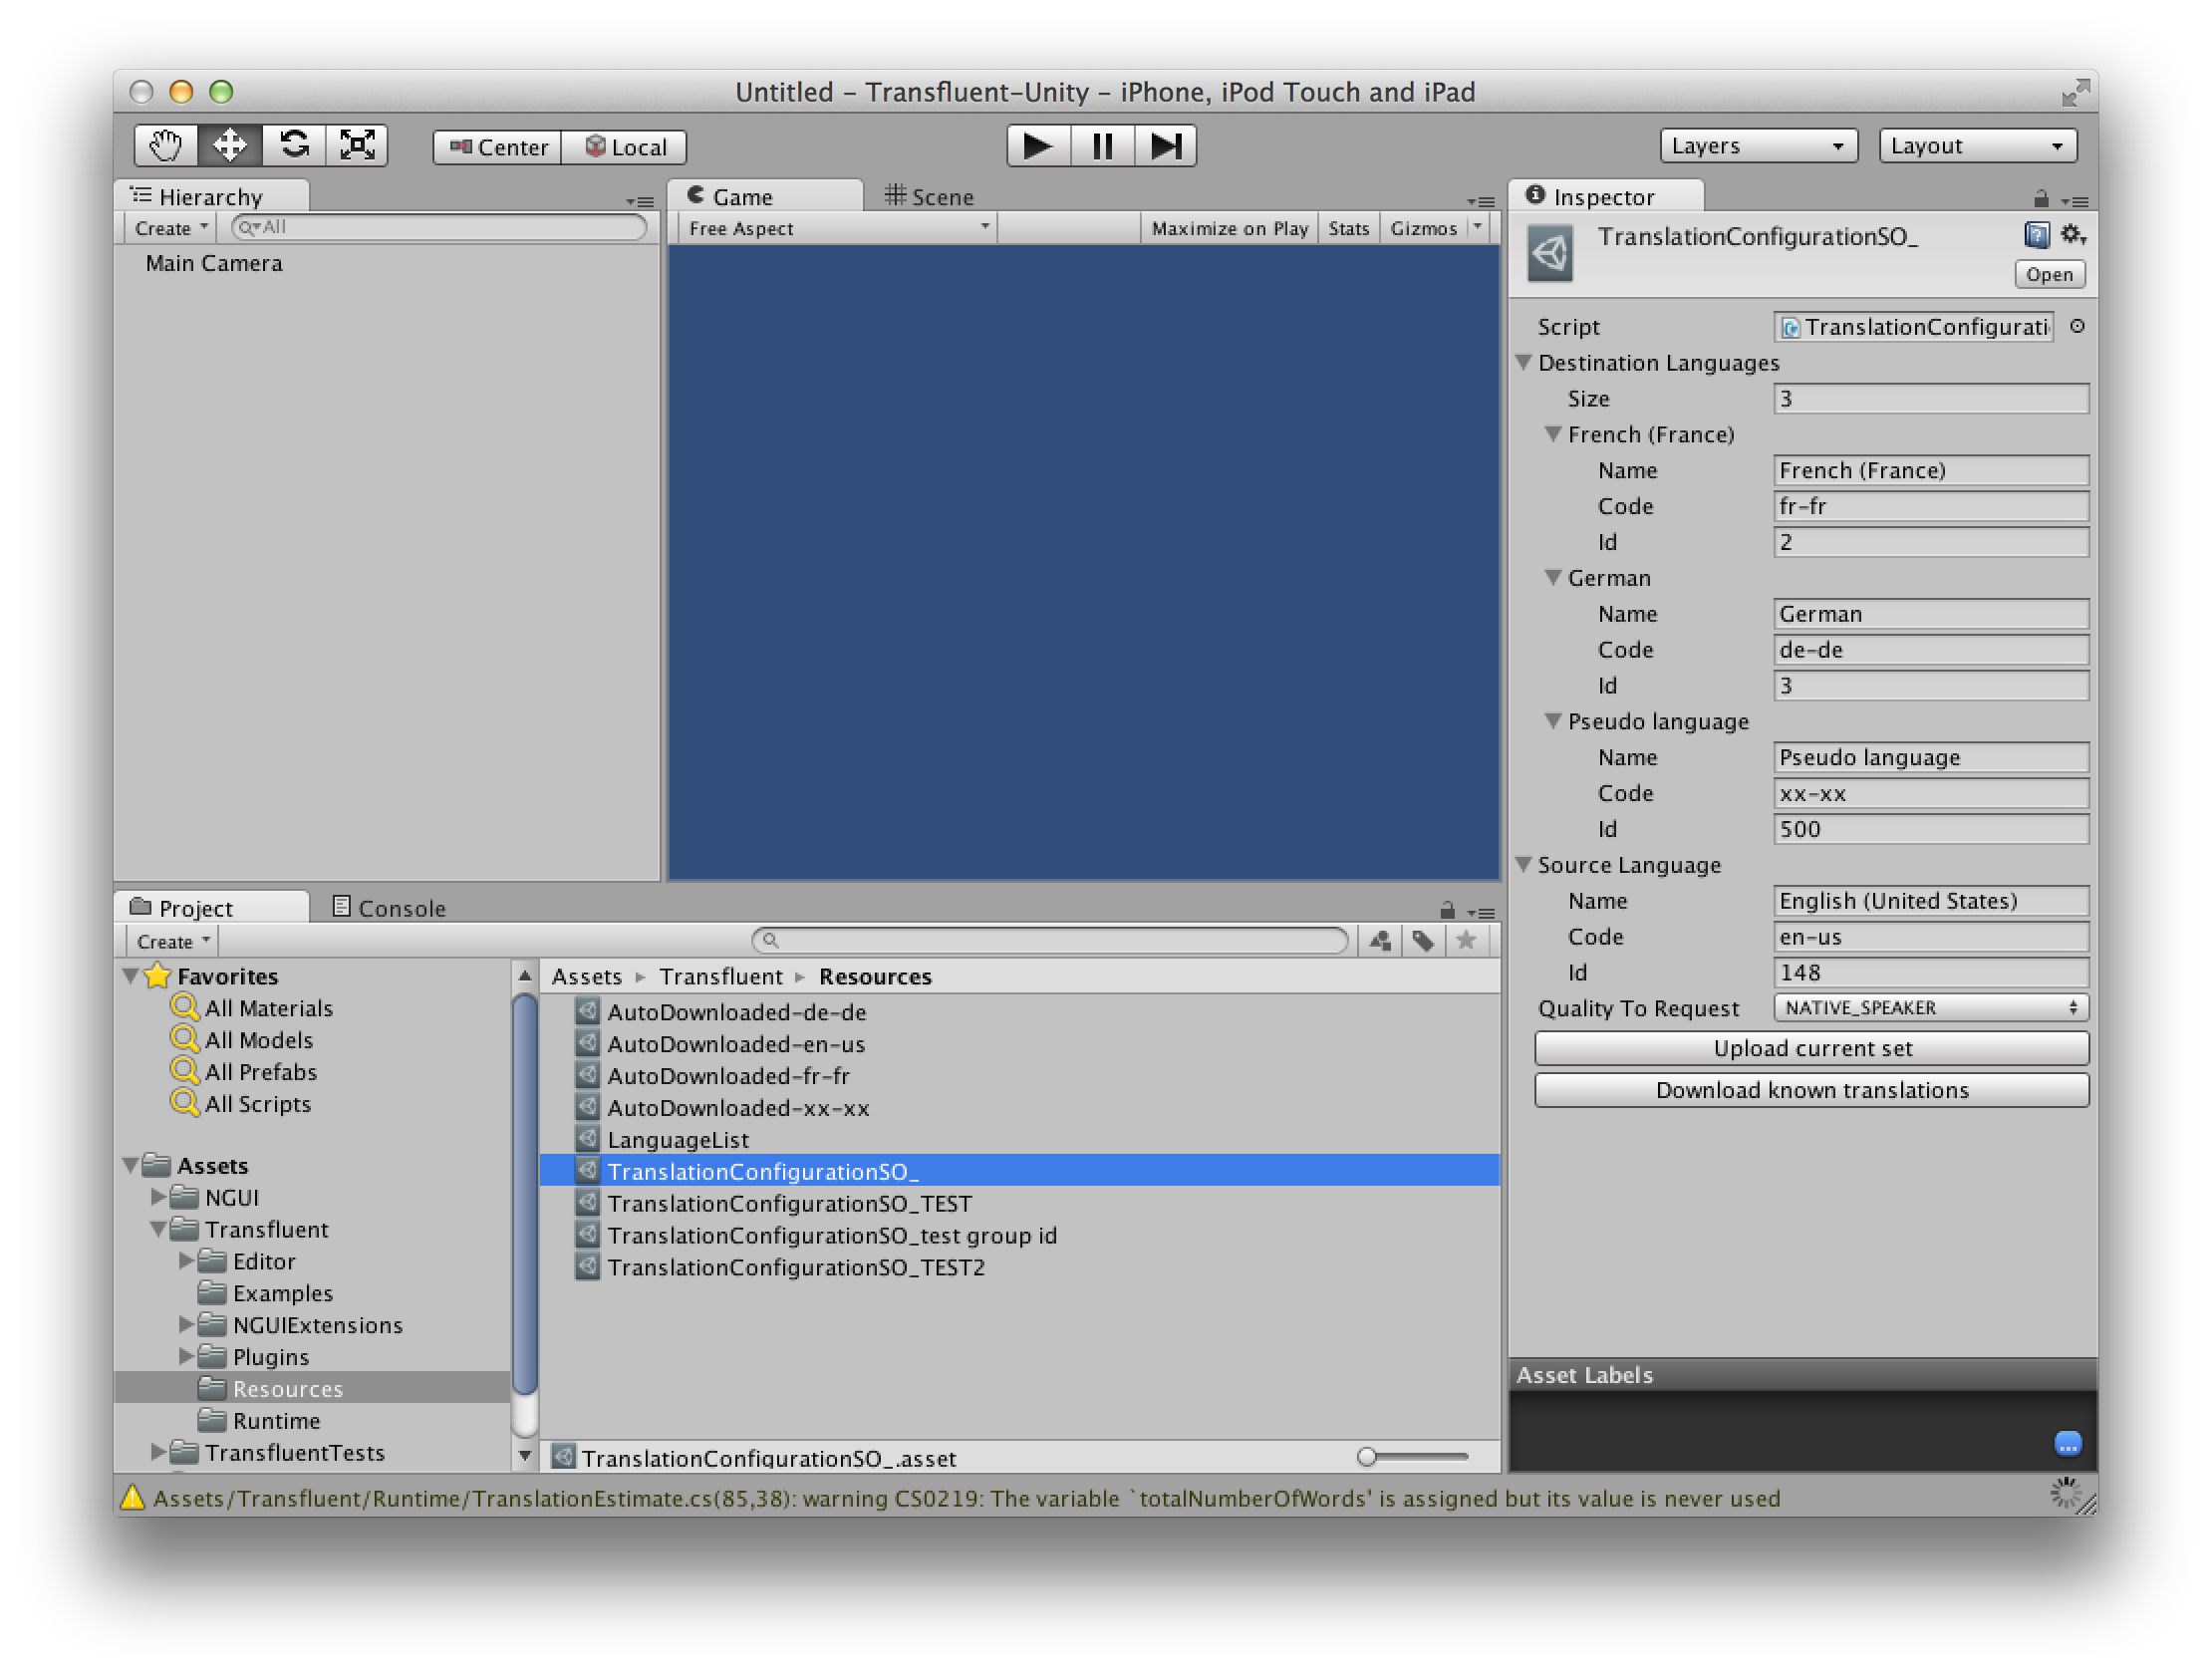 Untitled – Transfluent-Unity – iPhone, iPod Touch and iPad
Center
Local
Layers
Layout
Hierarchy
Create
All
Main Camera
Game
Scene
Free Aspect
Maximize on Play
Stats
Gizmos
Inspector
TranslationConfigurationSO_
Open
Script
TranslationConfigurati
Destination Languages
Size
3
French (France)
Name
French (France)
Code
fr-fr
Id
2
German
Name
German
Code
de-de
Id
3
Pseudo language
Name
Pseudo language
Code
xx-xx
Id
500
Source Language
Name
English (United States)
Code
en-us
Id
148
Quality To Request
NATIVE_SPEAKER
Upload current set
Download known translations
Asset Labels
Project
Console
Create
Favorites
All Materials
All Models
All Prefabs
All Scripts
Assets
NGUI
Transfluent
Editor
Examples
NGUIExtensions
Plugins
Resources
Runtime
TransfluentTests
Assets
Transfluent
Resources
AutoDownloaded-de-de
AutoDownloaded-en-us
AutoDownloaded-fr-fr
AutoDownloaded-xx-xx
LanguageList
TranslationConfigurationSO_
TranslationConfigurationSO_TEST
TranslationConfigurationSO_test group id
TranslationConfigurationSO_TEST2
TranslationConfigurationSO_.asset
Assets/Transfluent/Runtime/TranslationEstimate.cs(85,38): warning CS0219: The variable `totalNumberOfWords' is assigned but its value is never used